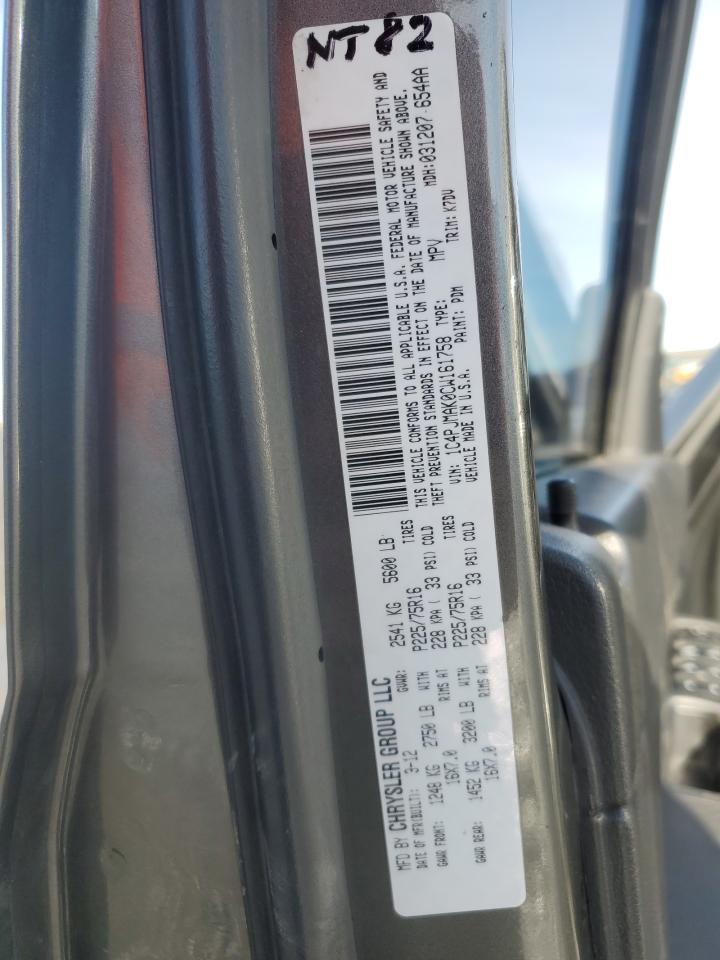 NT82
MFD BY CHRYSLER GROUP LLC
DATE OF MFR(BUILT): 3-12 GVWR: 2541 KG 5600 LB
GAWR FRONT: 1248 KG 2750 LB WITH P225/75R16 TIRES
16X7.0 RIMS AT 228 KPA ( 33 PSI) COLD
GAWR REAR: 1452 KG 3200 LB WITH P225/75R16 TIRES
16X7.0 RIMS AT 228 KPA ( 33 PSI) COLD
THIS VEHICLE CONFORMS TO ALL APPLICABLE U.S.A. FEDERAL MOTOR VEHICLE SAFETY AND
THEFT PREVENTION STANDARDS IN EFFECT ON THE DATE OF MANUFACTURE SHOWN ABOVE.
VIN: 1C4PJMAK0CW161758 TYPE: MPV MDH:031207 654AA
VEHICLE MADE IN U.S.A. PAINT: PDM TRIM: K7DV